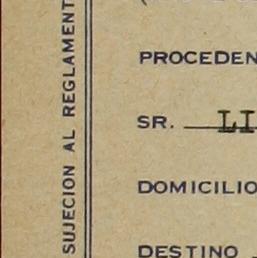 SUJECION AL REGLAMENT
PROCEDEN
SR. LI
DOMICILIO
DESTINO